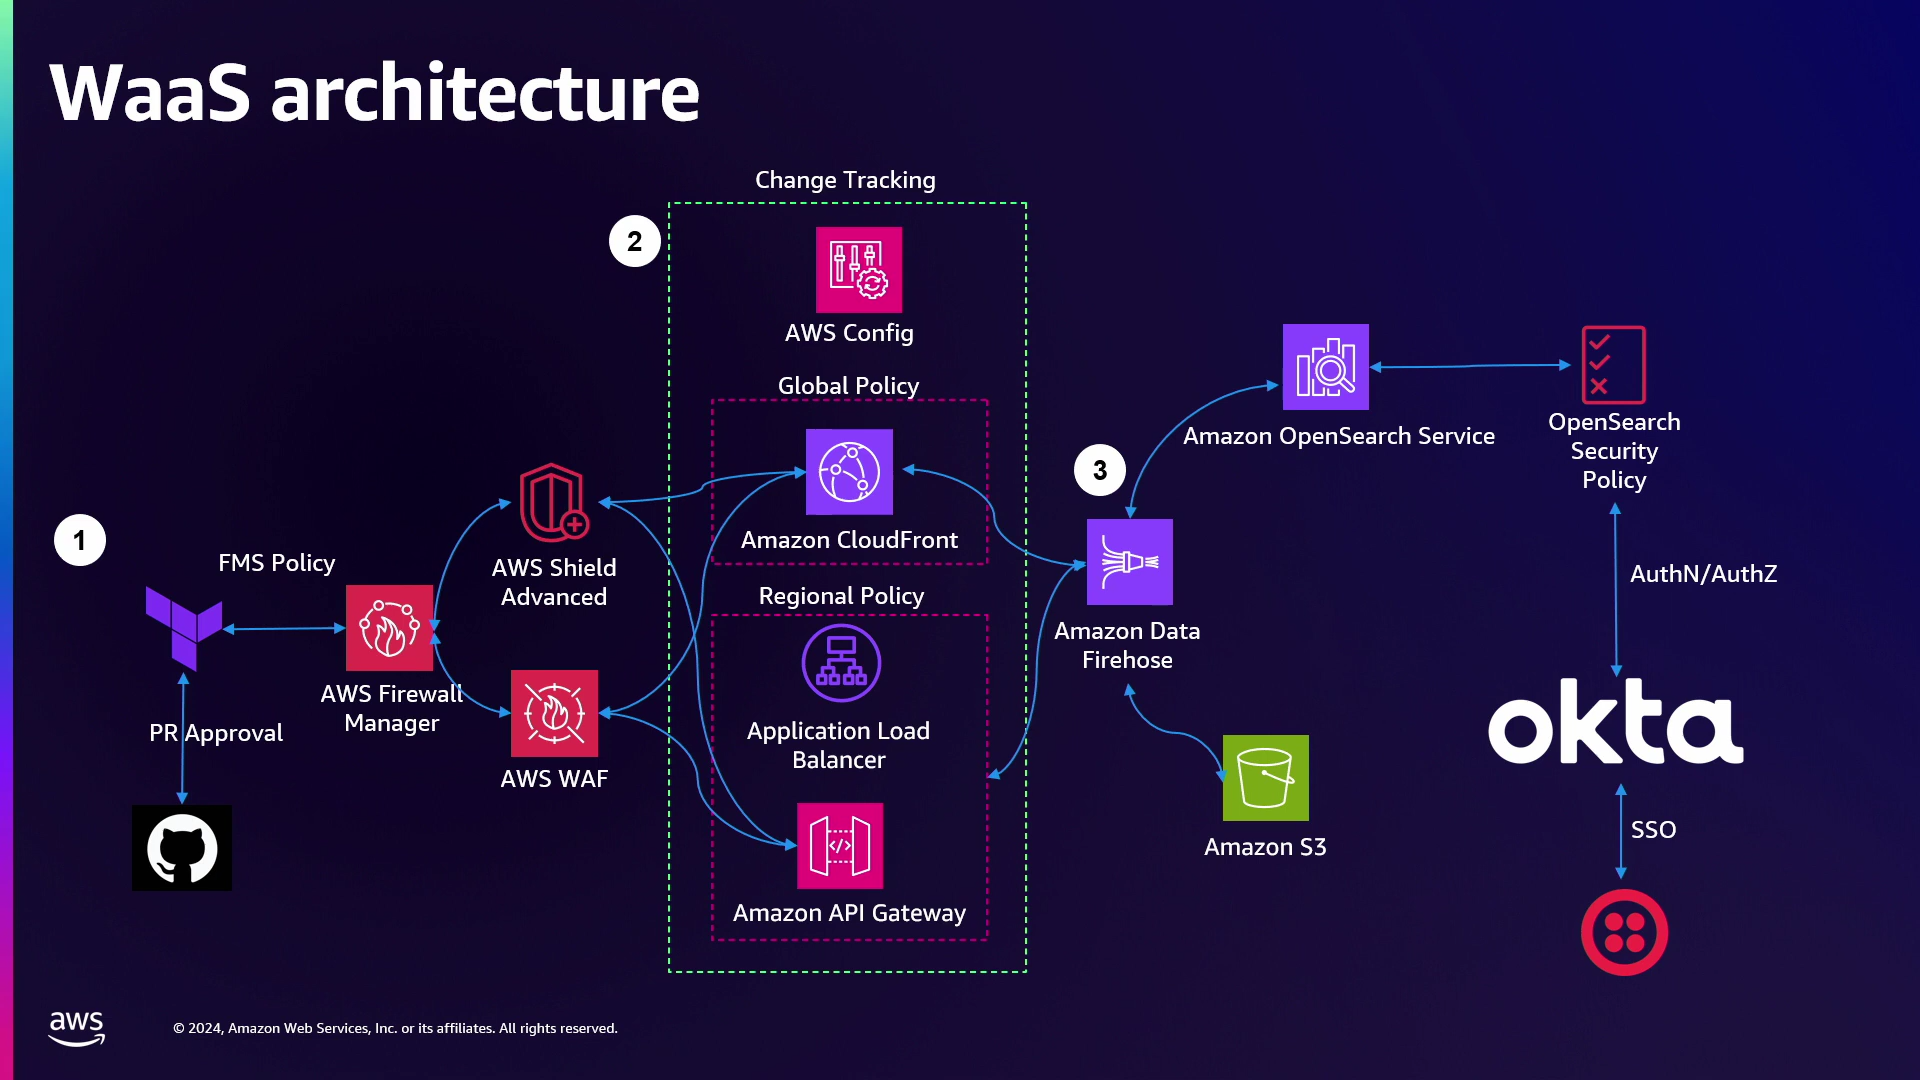 WaaS architecture
Change Tracking
2
AWS Config
Global Policy
Amazon CloudFront
Regional Policy
Application Load
Balancer
Amazon API Gateway
1
FMS Policy
AWS Firewall
Manager
PR Approval
AWS Shield
Advanced
AWS WAF
3
Amazon Data
Firehose
Amazon OpenSearch Service
OpenSearch
Security
Policy
AuthN/AuthZ
okta
SSO
Amazon S3
aws
© 2024, Amazon Web Services, Inc. or its affiliates. All rights reserved.